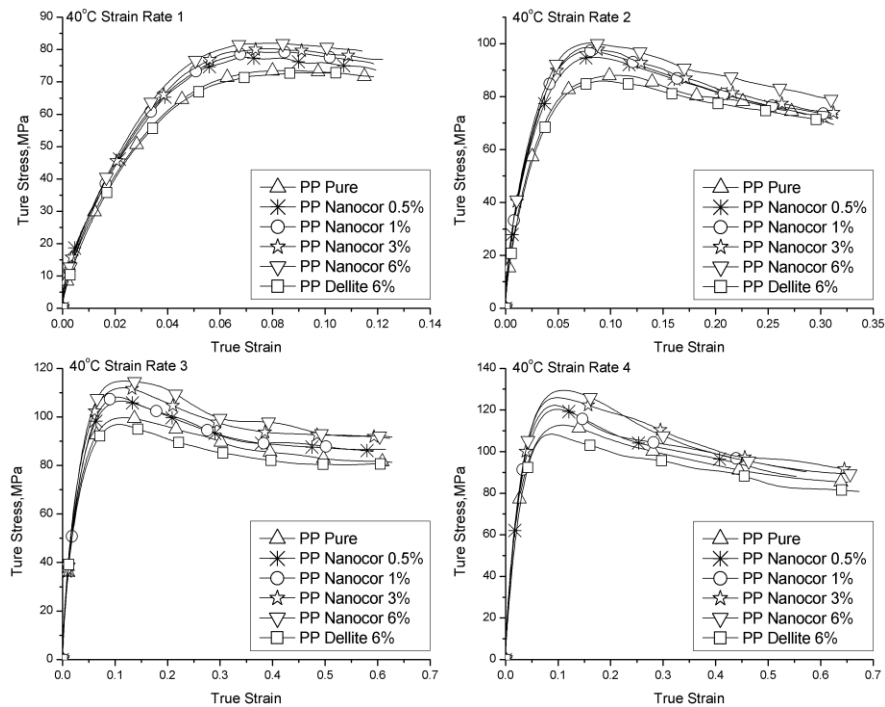 40°C Strain Rate 1
90
80
70
60
50
40
30
20
10
0
Ture Stress,MPa
0.00 0.02 0.04 0.06 0.08 0.10 0.12 0.14
True Strain
PP Pure
PP Nanocor 0.5%
PP Nanocor 1%
PP Nanocor 3%
PP Nanocor 6%
PP Dellite 6%
40°C Strain Rate 2
100
80
60
40
20
0
Ture Stress,MPa
0.00 0.05 0.10 0.15 0.20 0.25 0.30 0.35
True Strain
PP Pure
PP Nanocor 0.5%
PP Nanocor 1%
PP Nanocor 3%
PP Nanocor 6%
PP Dellite 6%
40°C Strain Rate 3
120
100
80
60
40
20
0
Ture Stress,MPa
0.0 0.1 0.2 0.3 0.4 0.5 0.6 0.7
True Strain
PP Pure
PP Nanocor 0.5%
PP Nanocor 1%
PP Nanocor 3%
PP Nanocor 6%
PP Dellite 6%
40°C Strain Rate 4
140
120
100
80
60
40
20
0
Ture Stress,MPa
0.0 0.1 0.2 0.3 0.4 0.5 0.6 0.7
True Strain
PP Pure
PP Nanocor 0.5%
PP Nanocor 1%
PP Nanocor 3%
PP Nanocor 6%
PP Dellite 6%